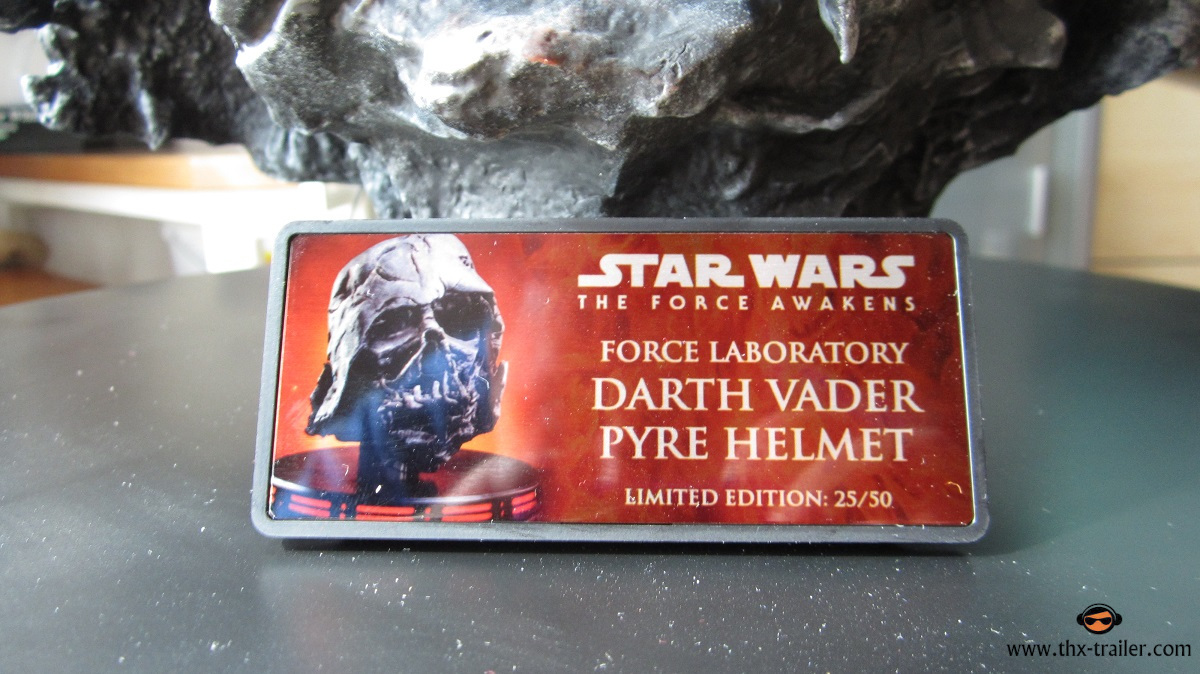 STAR WARS
THE FORCE AWAKENS
FORCE LABORATORY
DARTH VADER
PYRE HELMET
LIMITED EDITION: 25/50
www.thx-trailer.com